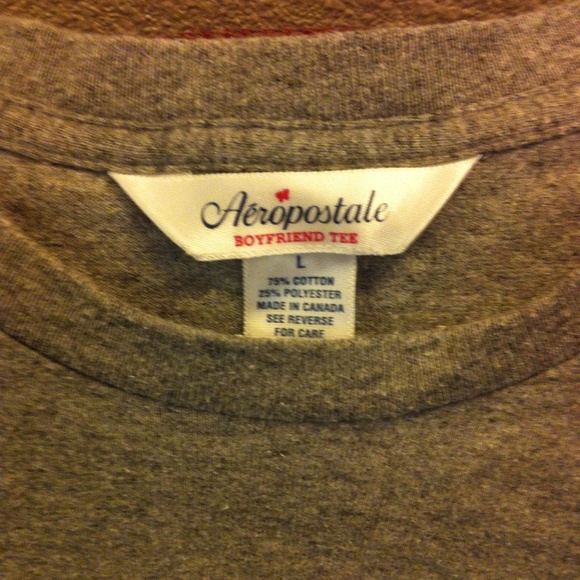 Aéropostale
BOYFRIEND TEE
L
75% COTTON
25% POLYESTER
MADE IN CANADA
SEE REVERSE
FOR CARE